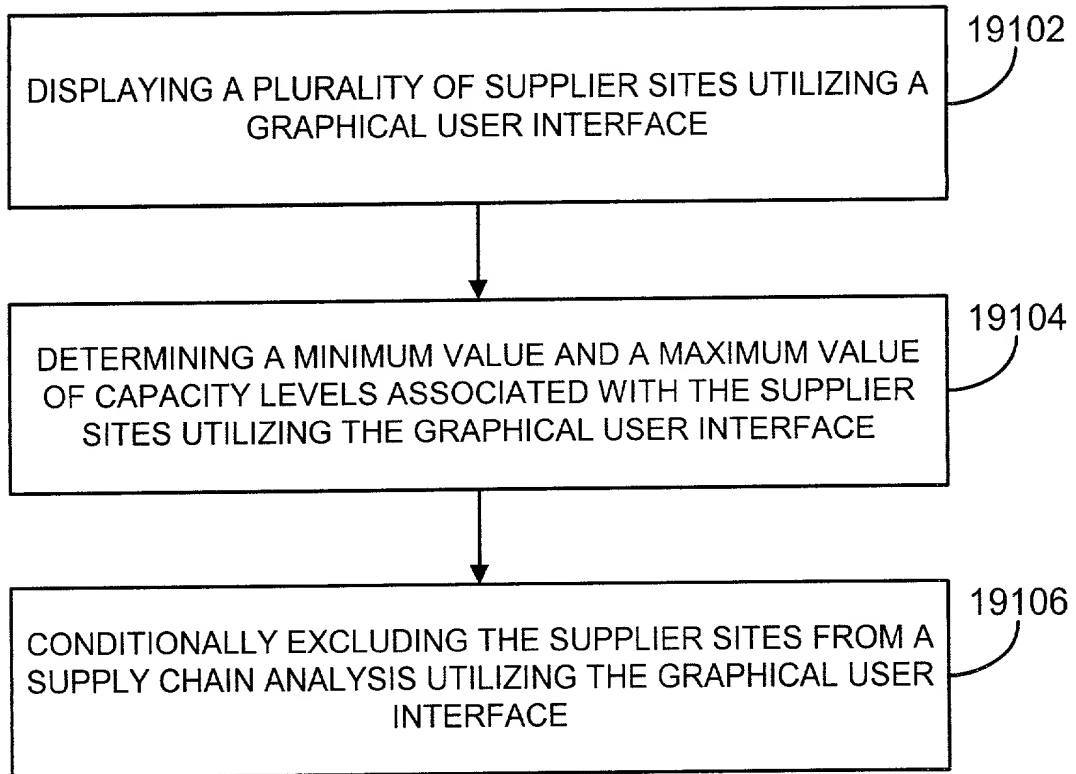 19102
DISPLAYING A PLURALITY OF SUPPLIER SITES UTILIZING A
GRAPHICAL USER INTERFACE
19104
DETERMINING A MINIMUM VALUE AND A MAXIMUM VALUE
OF CAPACITY LEVELS ASSOCIATED WITH THE SUPPLIER
SITES UTILIZING THE GRAPHICAL USER INTERFACE
19106
CONDITIONALLY EXCLUDING THE SUPPLIER SITES FROM A
SUPPLY CHAIN ANALYSIS UTILIZING THE GRAPHICAL USER
INTERFACE